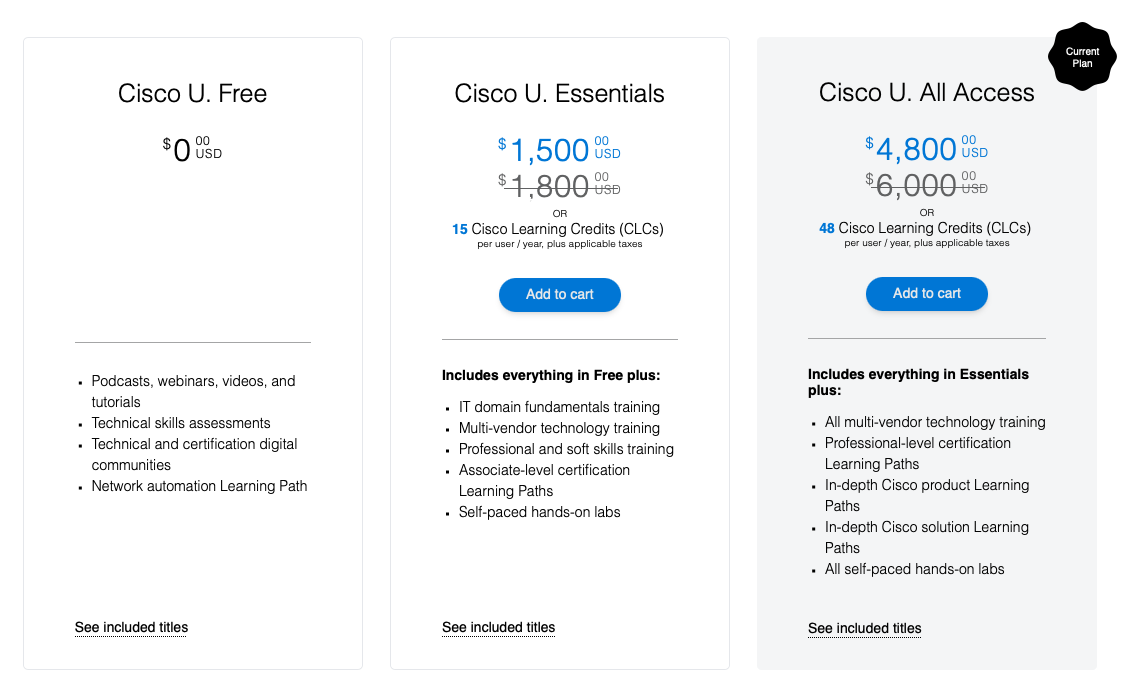 Current
Plan
Cisco U. Free
$0 00 USD
Podcasts, webinars, videos, and
tutorials
Technical skills assessments
Technical and certification digital
communities
Network automation Learning Path
See included titles
Cisco U. Essentials
$1,500 00 USD
$1,800 00 USD
OR
15 Cisco Learning Credits (CLCs)
per user / year, plus applicable taxes
Add to cart
Includes everything in Free plus:
IT domain fundamentals training
Multi-vendor technology training
Professional and soft skills training
Associate-level certification
Learning Paths
Self-paced hands-on labs
See included titles
Cisco U. All Access
$4,800 00 USD
$6,000 00 USD
OR
48 Cisco Learning Credits (CLCs)
per user / year, plus applicable taxes
Add to cart
Includes everything in Essentials
plus:
All multi-vendor technology training
Professional-level certification
Learning Paths
In-depth Cisco product Learning
Paths
In-depth Cisco solution Learning
Paths
All self-paced hands-on labs
See included titles